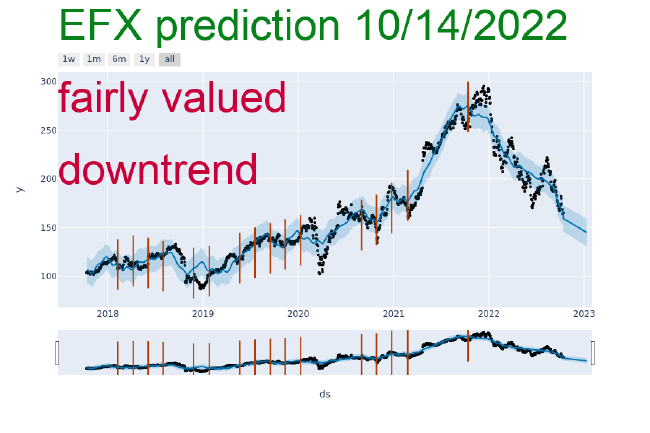 EFX prediction 10/14/2022
1w 1m 6m 1y all
300
fairly valued
250
200
downtrend
y
150
100
2018 2019 2020 2021 2022 2023
ds